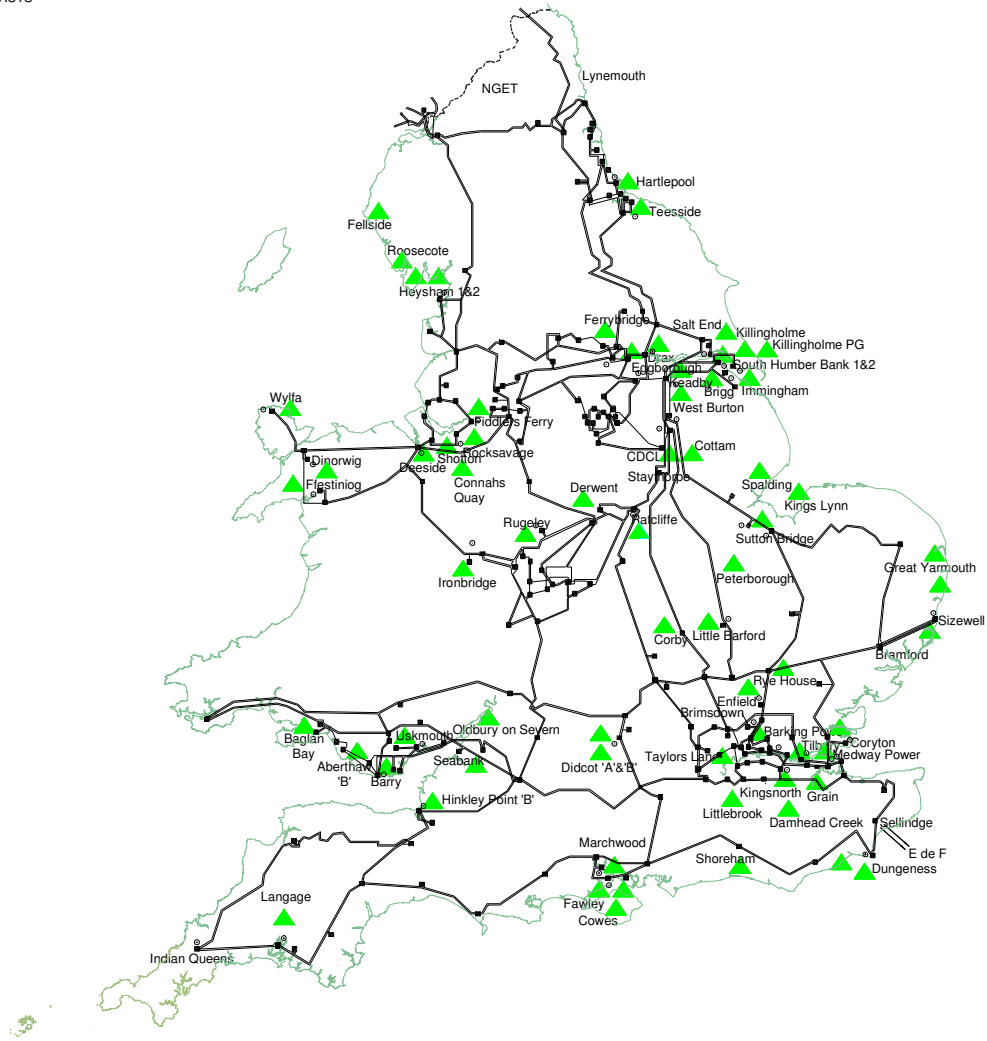 Lynemouth
NGET
Hartlepool
Teesside
Fellside
Roosecote
Heysham 1&2
Ferrybridge
Salt End
Killingholme
Killingholme PG
Drax
Eggborough
South Humber Bank 1&2
Keadby
Brigg
Immingham
West Burton
Wylfa
Fiddlers Ferry
Rocksavage
Cottam
Dinorwig
Deeside
Shotton
CDCL
Connahs
Quay
Staythorpe
Spalding
Ffestiniog
Derwent
Kings Lynn
Rugeley
Ratcliffe
Sutton Bridge
Ironbridge
Peterborough
Great Yarmouth
Corby
Little Barford
Sizewell
Bramford
Rye House
Enfield
Brimsdown
Oldbury on Severn
Uskmouth
Barking Power
Baglan
Bay
Tilbury
Coryton
Medway Power
Aberthaw
'B'
Barry
Seabank
Didcot 'A'&'B'
Taylors Lane
Kingsnorth
Grain
Hinkley Point 'B'
Littlebrook
Damhead Creek
Sellindge
Marchwood
Shoreham
E de F
Dungeness
Langage
Fawley
Cowes
Indian Queens